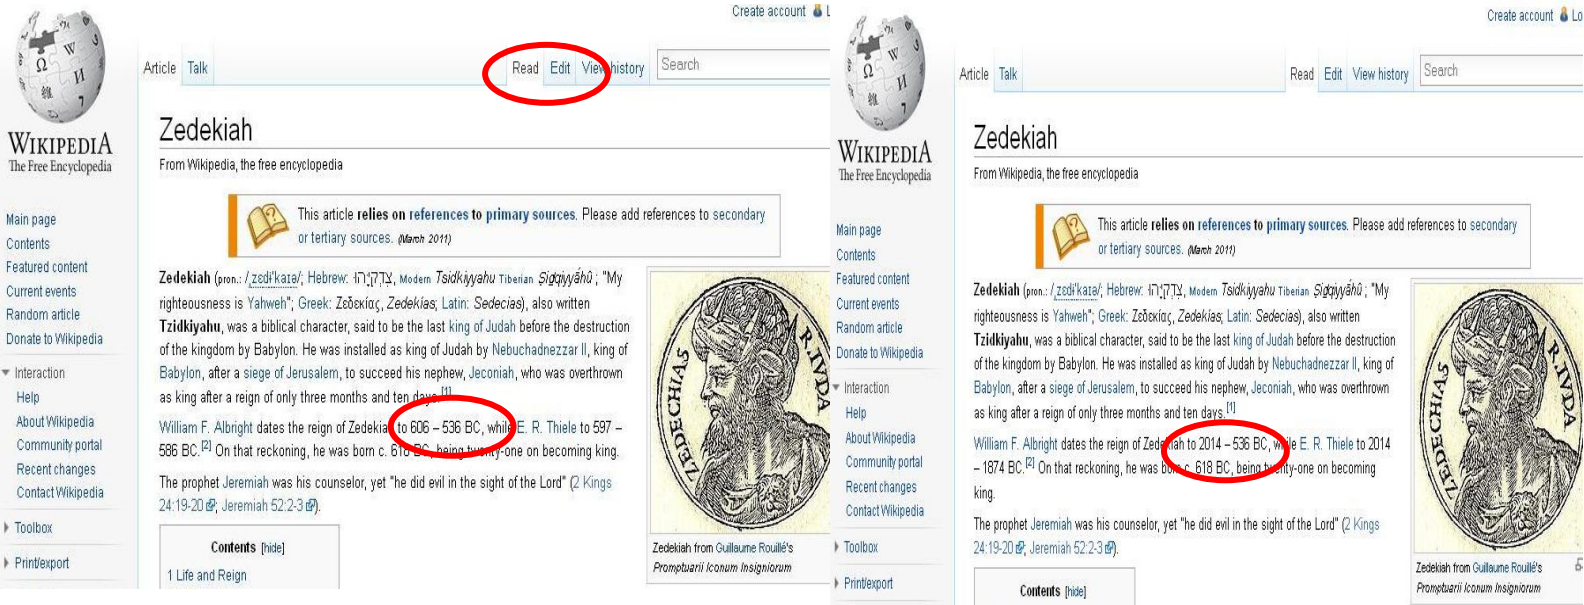 Create account
WIKIPEDIA
The Free Encyclopedia
Main page
Contents
Featured content
Current events
Random article
Donate to Wikipedia
Interaction
Help
About Wikipedia
Community portal
Recent changes
Contact Wikipedia
Toolbox
Print/export
Article Talk Read Edit View history Search
Zedekiah
From Wikipedia, the free encyclopedia
This article relies on references to primary sources. Please add references to secondary
or tertiary sources. (March 2011)
Zedekiah (pron.: /ˌzɛdɨˈkaɪə/; Hebrew: צִדְקִיָּהוּ, Modern Tsidkiyyahu Tiberian Ṣiḏqiyyāhû ; "My
righteousness is Yahweh"; Greek: Ζεδεκίας, Zedekias; Latin: Sedecias), also written
Tzidkiyahu, was a biblical character, said to be the last king of Judah before the destruction
of the kingdom by Babylon. He was installed as king of Judah by Nebuchadnezzar II, king of
Babylon, after a siege of Jerusalem, to succeed his nephew, Jeconiah, who was overthrown
as king after a reign of only three months and ten days.[1]
William F. Albright dates the reign of Zedekiah to 606 – 536 BC, while E. R. Thiele to 597 –
586 BC.[2] On that reckoning, he was born c. 618 BC, being twenty-one on becoming king.
The prophet Jeremiah was his counselor, yet "he did evil in the sight of the Lord" (2 Kings
24:19-20; Jeremiah 52:2-3).
Contents [hide]
1 Life and Reign
ZEDECHIAS R. IVDA
Zedekiah from Guillaume Rouillé's
Promptuarii Iconum Insigniorum
Create account
WIKIPEDIA
The Free Encyclopedia
Main page
Contents
Featured content
Current events
Random article
Donate to Wikipedia
Interaction
Help
About Wikipedia
Community portal
Recent changes
Contact Wikipedia
Toolbox
Print/export
Article Talk Read Edit View history Search
Zedekiah
From Wikipedia, the free encyclopedia
This article relies on references to primary sources. Please add references to secondary
or tertiary sources. (March 2011)
Zedekiah (pron.: /ˌzɛdɨˈkaɪə/; Hebrew: צִדְקִיָּהוּ, Modern Tsidkiyyahu Tiberian Ṣiḏqiyyāhû ; "My
righteousness is Yahweh"; Greek: Ζεδεκίας, Zedekias; Latin: Sedecias), also written
Tzidkiyahu, was a biblical character, said to be the last king of Judah before the destruction
of the kingdom by Babylon. He was installed as king of Judah by Nebuchadnezzar II, king of
Babylon, after a siege of Jerusalem, to succeed his nephew, Jeconiah, who was overthrown
as king after a reign of only three months and ten days.[1]
William F. Albright dates the reign of Zedekiah to 2014 – 536 BC, while E. R. Thiele to 2014
– 1874 BC.[2] On that reckoning, he was born c. 618 BC, being twenty-one on becoming
king.
The prophet Jeremiah was his counselor, yet "he did evil in the sight of the Lord" (2 Kings
24:19-20; Jeremiah 52:2-3).
Contents [hide]
ZEDECHIAS R. IVDA
Zedekiah from Guillaume Rouillé's
Promptuarii Iconum Insigniorum